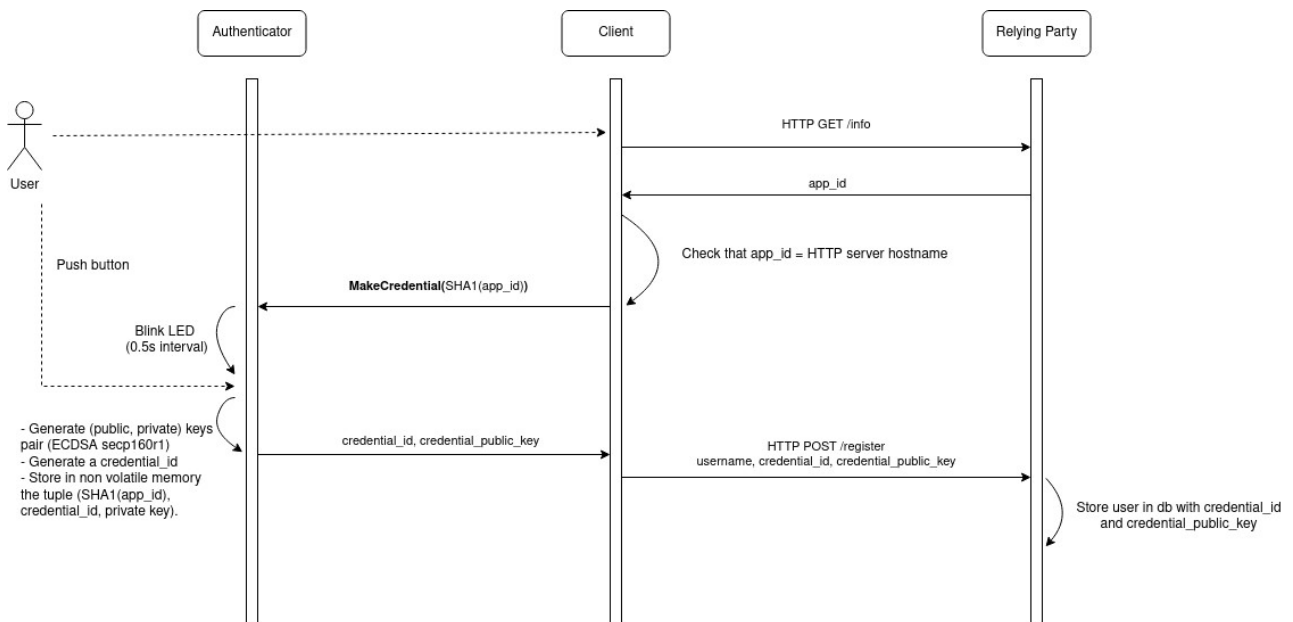 Authenticator
Client
Relying Party
HTTP GET /info
User
app_id
Check that app_id = HTTP server hostname
Push button
MakeCredential(SHA1(app_id))
Blink LED
(0.5s interval)
- Generate (public, private) keys
pair (ECDSA secp160r1)
- Generate a credential_id
- Store in non volatile memory
the tuple (SHA1(app_id),
credential_id, private key).
credential_id, credential_public_key
HTTP POST /register
username, credential_id, credential_public_key
Store user in db with credential_id
and credential_public_key